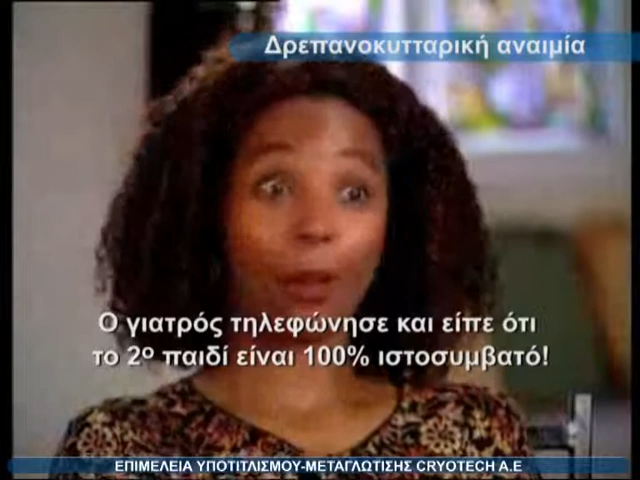 Δρεπανοκυτταρική αναιμία
Ο γιατρός τηλεφώνησε και είπε ότι
το 2ο παιδί είναι 100% ιστοσυμβατό!
ΕΠΙΜΕΛΕΙΑ ΥΠΟΤΙΤΛΙΣΜΟΥ-ΜΕΤΑΓΛΩΤΙΣΗΣ CRYOTECH A.E